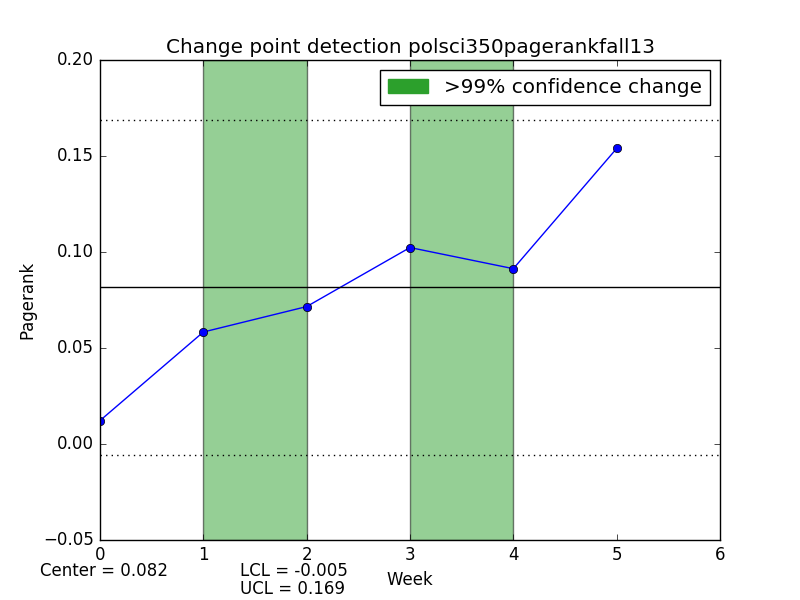 Change point detection polsci350pagerankfall13
>99% confidence change
0.20
0.15
0.10
0.05
0.00
−0.05
Pagerank
0 1 2 3 4 5 6
Center = 0.082 LCL = -0.005
Week
UCL = 0.169